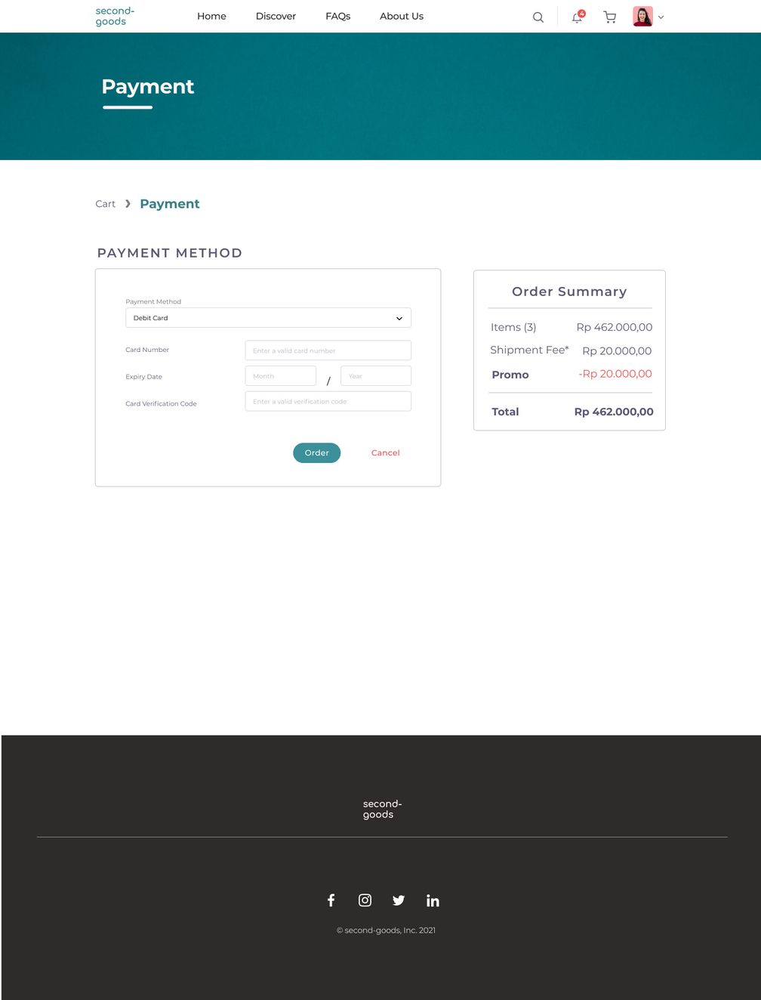 second-
goods
Home
Discover
FAQs
About Us
4
Payment
Cart
Payment
PAYMENT METHOD
Payment Method
Debit Card
Card Number
Enter a valid card number
Expiry Date
Month
/
Year
Card Verification Code
Enter a valid verification code
Order
Cancel
Order Summary
Items (3)
Rp 462.000,00
Shipment Fee*
Rp 20.000,00
Promo
-Rp 20.000,00
Total
Rp 462.000,00
second-
goods
© second-goods, Inc. 2021